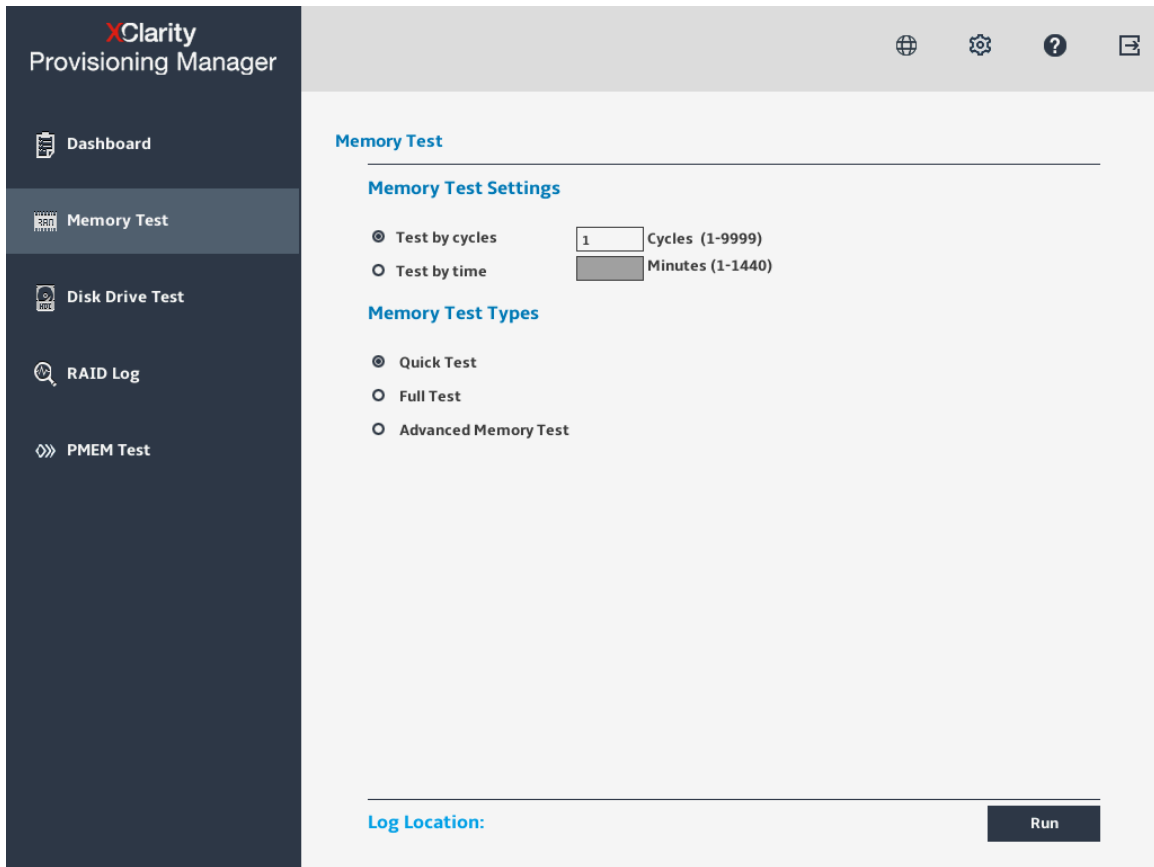 XClarity
Provisioning Manager
Dashboard
Memory Test
Disk Drive Test
RAID Log
PMEM Test
Memory Test
Memory Test Settings
Test by cycles 1 Cycles (1-9999)
Test by time Minutes (1-1440)
Memory Test Types
Quick Test
Full Test
Advanced Memory Test
Log Location:
Run